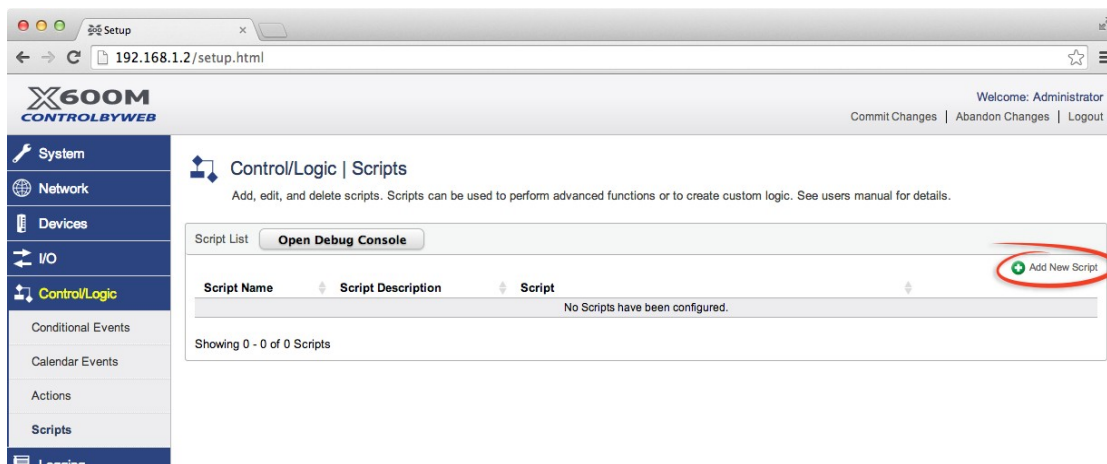 Setup
192.168.1.2/setup.html
X600M
CONTROLBYWEB
Welcome: Administrator
Commit Changes | Abandon Changes | Logout
System
Network
Devices
I/O
Control/Logic
Conditional Events
Calendar Events
Actions
Scripts
Logging
Control/Logic | Scripts
Add, edit, and delete scripts. Scripts can be used to perform advanced functions or to create custom logic. See users manual for details.
Script List Open Debug Console
Add New Script
Script Name Script Description Script
No Scripts have been configured.
Showing 0 - 0 of 0 Scripts